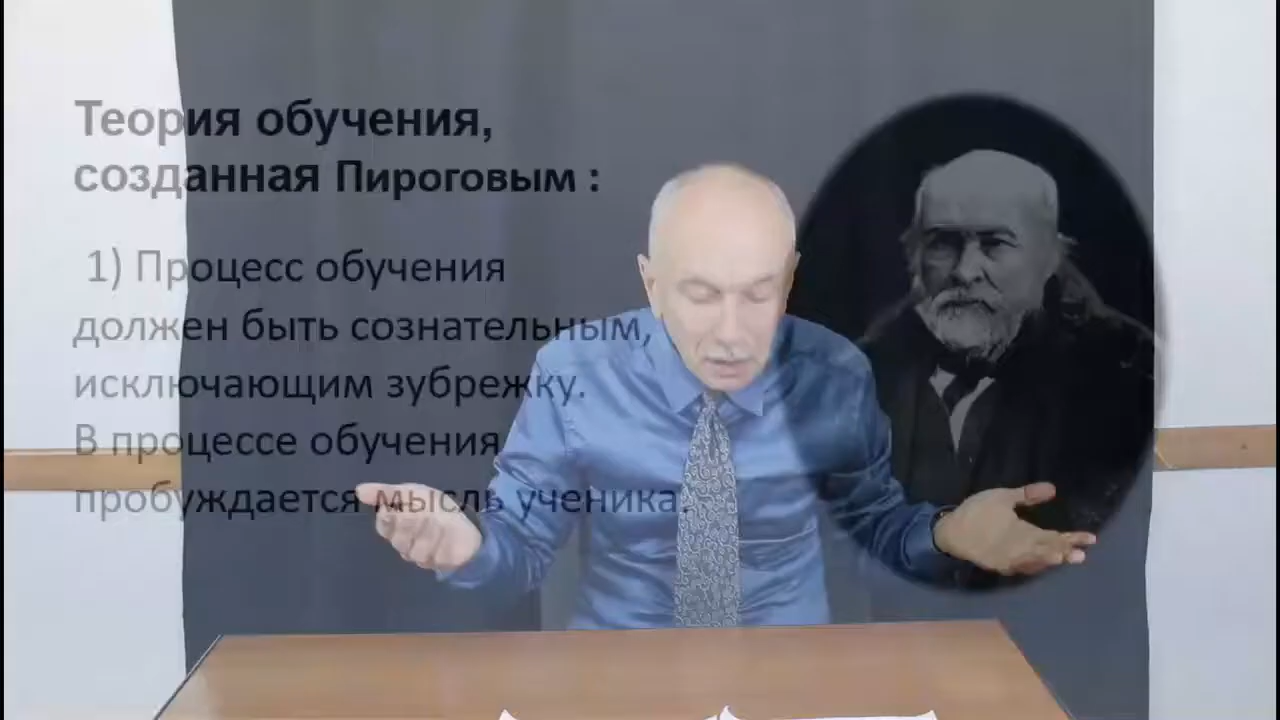 Теория обучения,
созданная Пироговым :
1) Процесс обучения
должен быть сознательным,
исключающим зубрежку.
В процессе обучения
пробуждается мысль ученика.